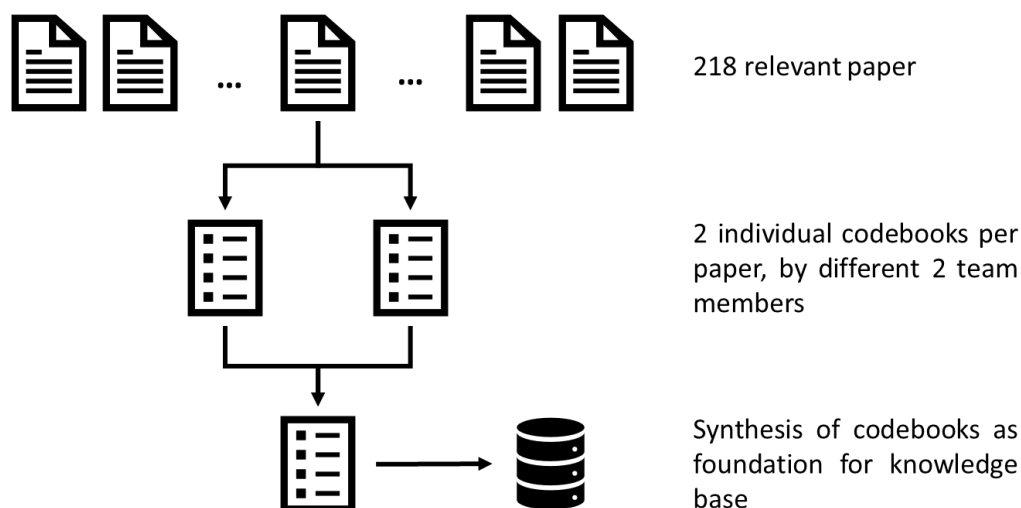 ...
...
218 relevant paper
2 individual codebooks per
paper, by different 2 team
members
Synthesis of codebooks as
foundation for knowledge
base